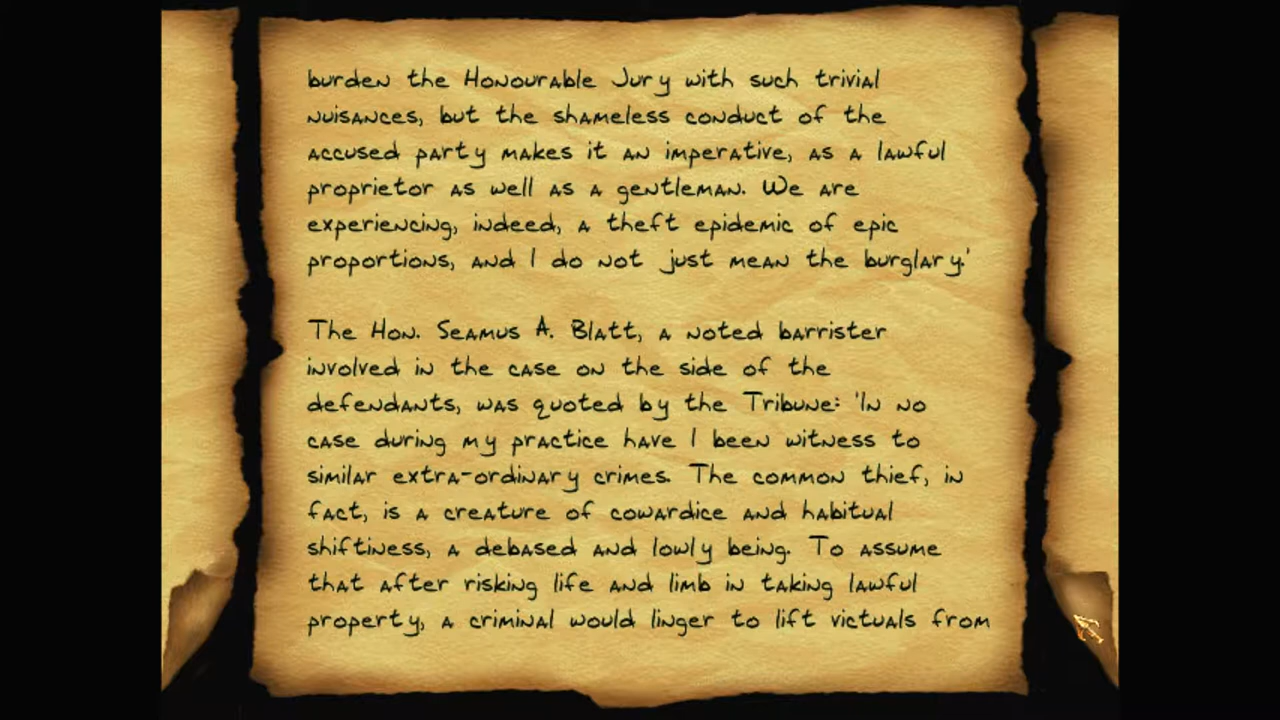 burden the Honourable Jury with such trivial
nuisances, but the shameless conduct of the
accused party makes it an imperative, as a lawful
proprietor as well as a gentleman. We are
experiencing, indeed, a theft epidemic of epic
proportions, and I do not just mean the burglary.'
The Hon. Seamus A. Blatt, a noted barrister
involved in the case on the side of the
defendants, was quoted by the Tribune: 'In no
case during my practice have I been witness to
similar extra-ordinary crimes. The common thief, in
fact, is a creature of cowardice and habitual
shiftiness, a debased and lowly being. To assume
that after risking life and limb in taking lawful
property, a criminal would linger to lift victuals from